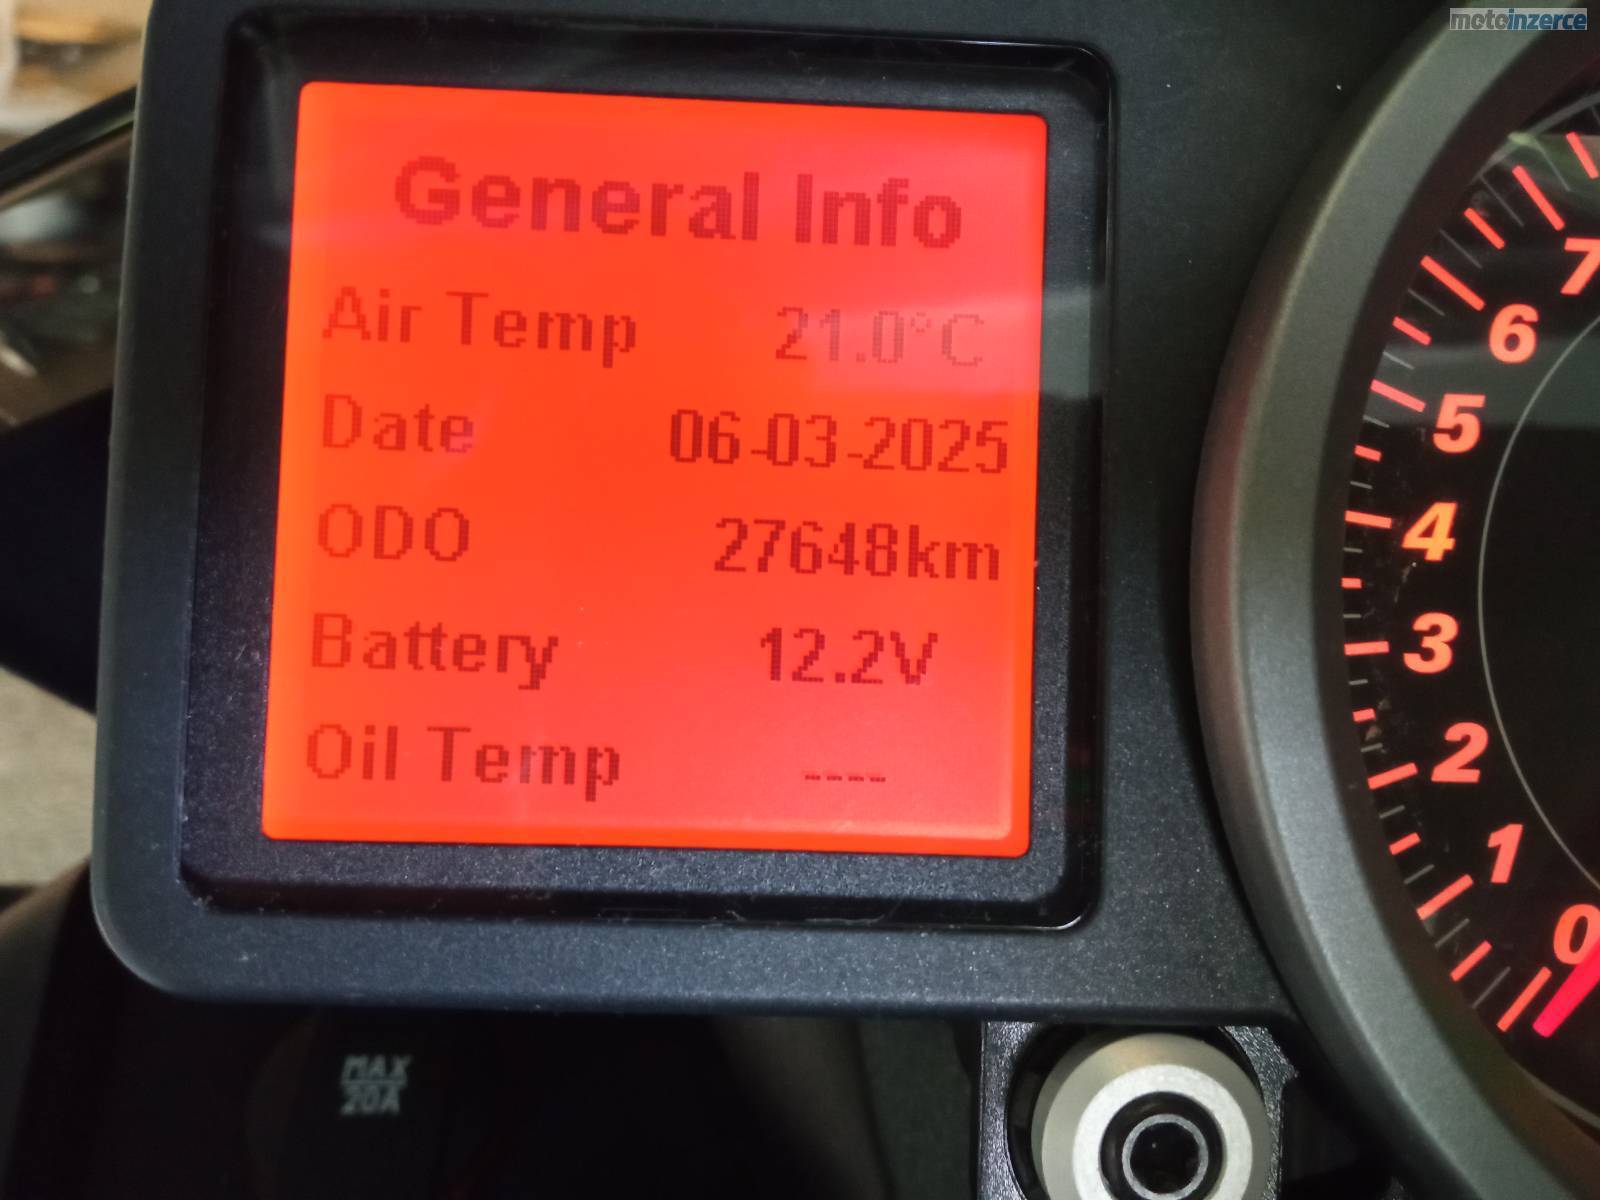 motoinzerce
General Info
Air Temp 21.0°C
Date 06-03-2025
ODO 27648km
Battery 12.2V
Oil Temp ----
7
6
5
4
3
2
1
0
MAX
20A